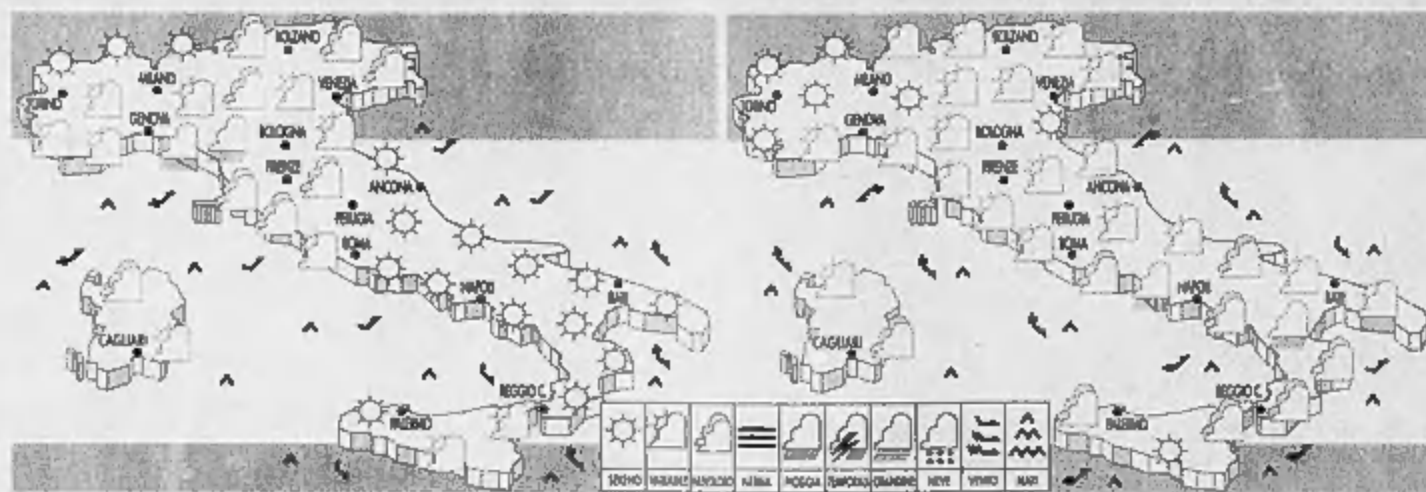 BOLZANO
MILANO
VENEZIA
TORINO
GENOVA
BOLOGNA
FIRENZE
ANCONA
PERUGIA
ROMA
NAPOLI
BARI
CAGLIARI
REGGIO C.
PALERMO
BOLZANO
MILANO
VENEZIA
TORINO
GENOVA
BOLOGNA
FIRENZE
ANCONA
PERUGIA
ROMA
NAPOLI
BARI
CAGLIARI
REGGIO C.
PALERMO
SERENO VARIABILE NUVOLOSO NEBBIA PIOGGIA TEMPORALE GRANDINE NEVE VENTO MARI